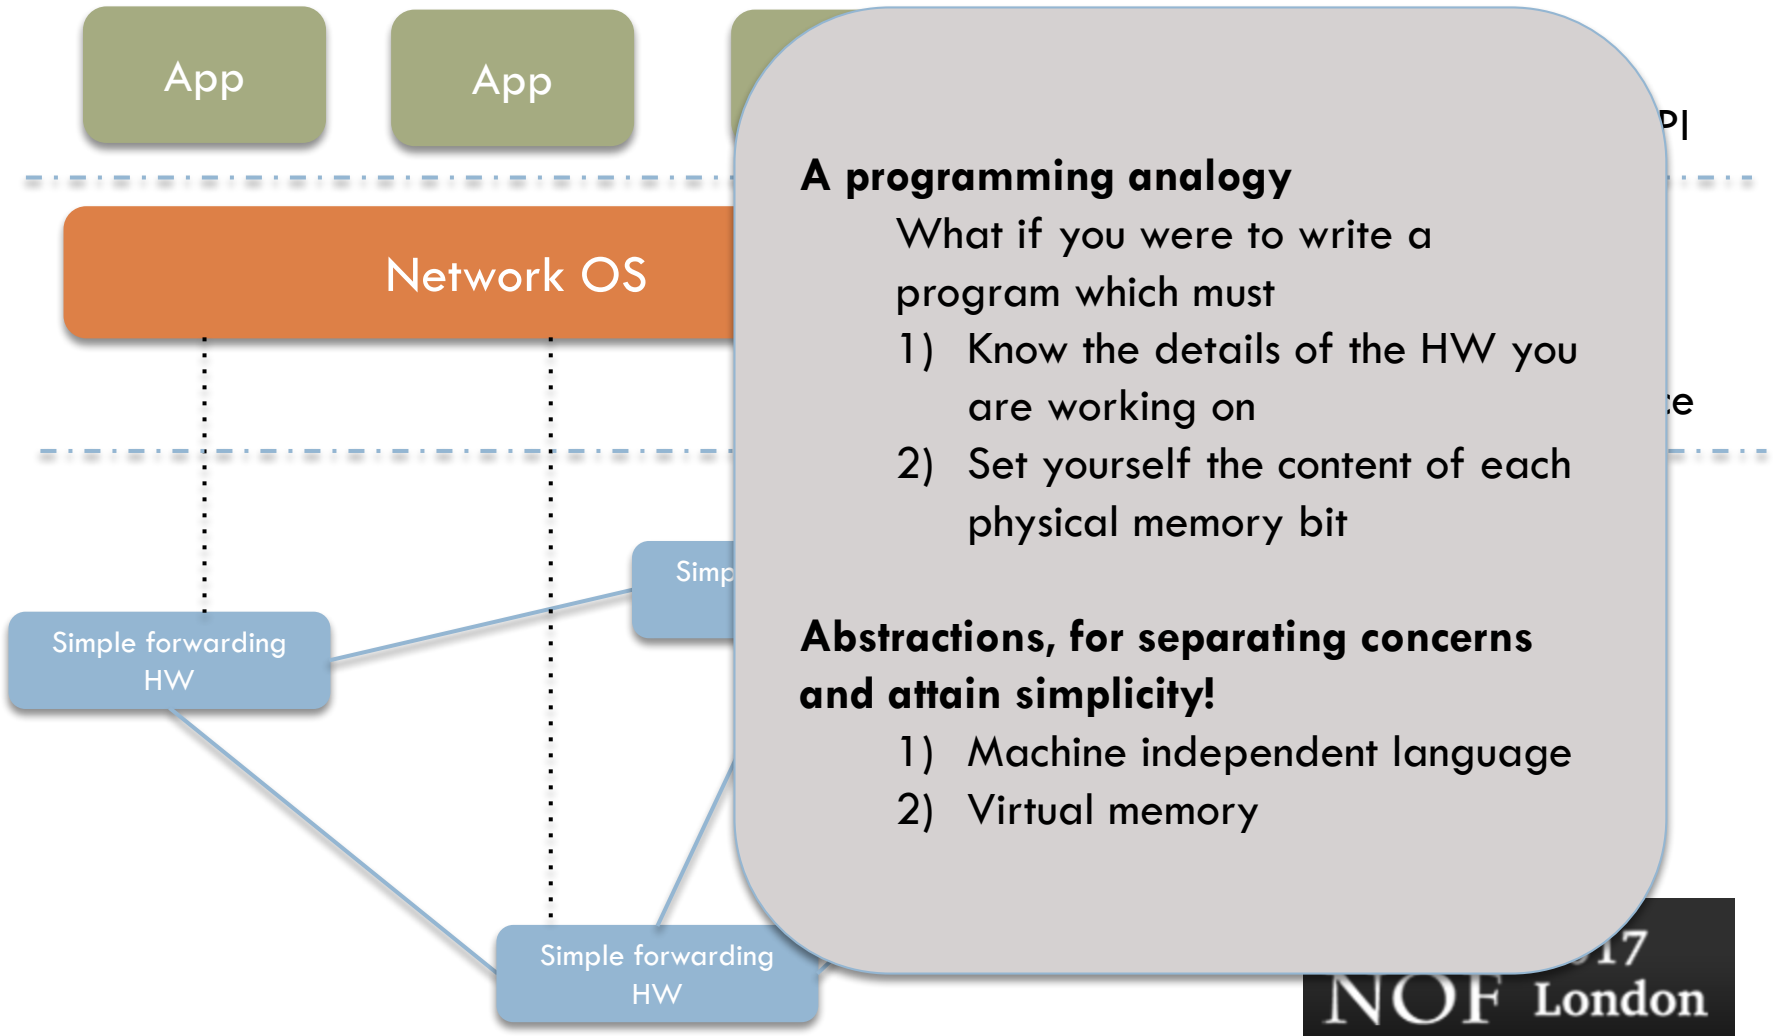 App
App
Network OS
Simple forwarding
HW
Simple forwarding
HW
A programming analogy
What if you were to write a
program which must
1) Know the details of the HW you
are working on
2) Set yourself the content of each
physical memory bit
Abstractions, for separating concerns
and attain simplicity!
1) Machine independent language
2) Virtual memory
NOF London